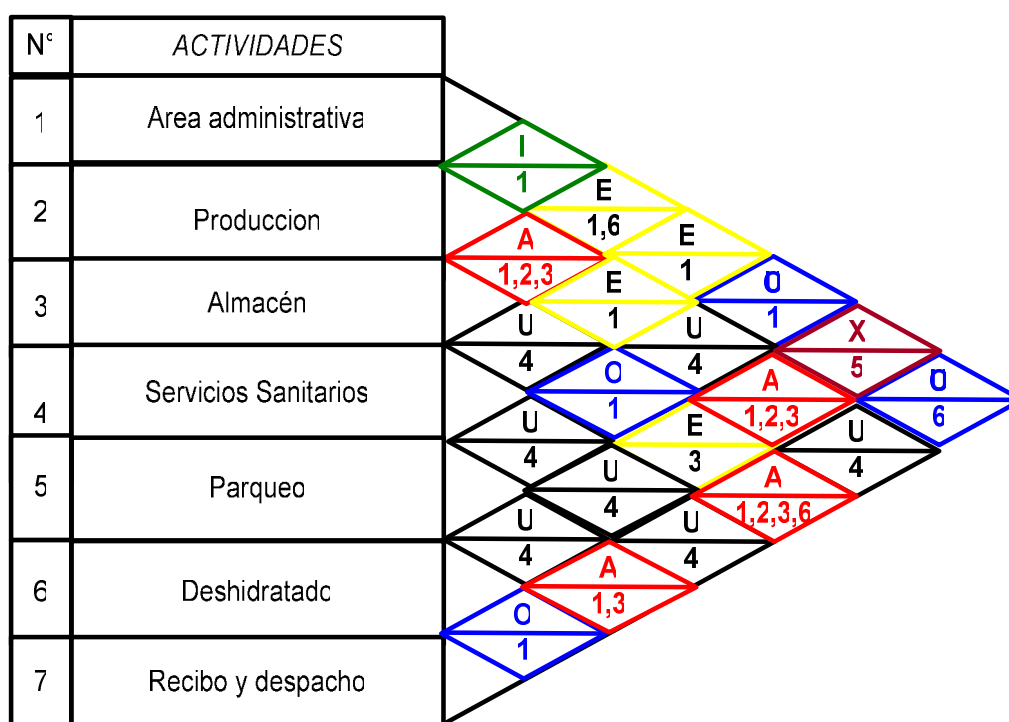 N° ACTIVIDADES
1 Area administrativa
2 Produccion
3 Almacén
4 Servicios Sanitarios
5 Parqueo
6 Deshidratado
7 Recibo y despacho
I
1
A
1,2,3
U
4
U
4
U
4
O
1
E
1,6
E
1
O
1
U
4
A
1,3
E
1
U
4
E
3
U
4
O
1
A
1,2,3
A
1,2,3,6
X
5
U
4
O
6